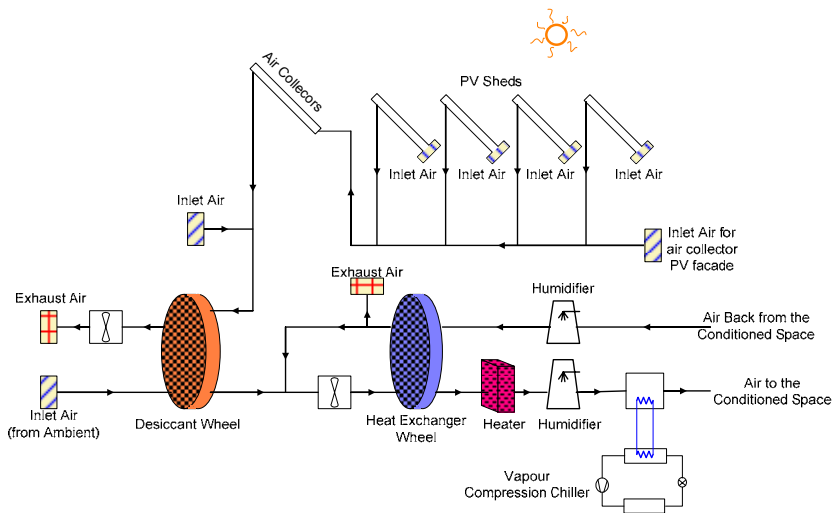 PV Sheds
Air Collecors
Inlet Air
Inlet Air
Inlet Air
Inlet Air
Inlet Air
Inlet Air for
air collector
PV facade
Exhaust Air
Exhaust Air
Humidifier
Air Back from the
Conditioned Space
Inlet Air
(from Ambient)
Desiccant Wheel
Heat Exchanger
Wheel
Heater
Humidifier
Air to the
Conditioned Space
Vapour
Compression Chiller